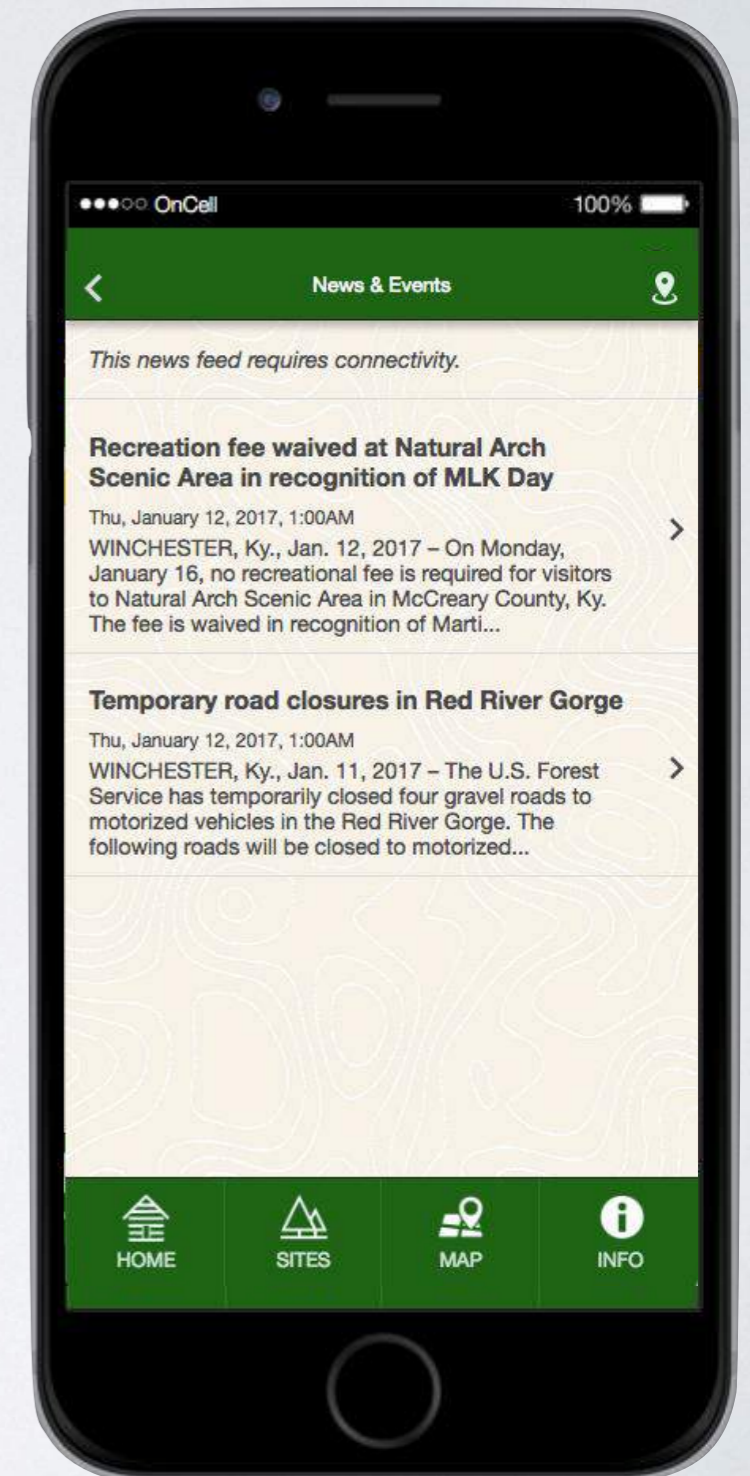 OnCell 100%
News & Events
This news feed requires connectivity.
Recreation fee waived at Natural Arch
Scenic Area in recognition of MLK Day
Thu, January 12, 2017, 1:00AM
WINCHESTER, Ky., Jan. 12, 2017 – On Monday,
January 16, no recreational fee is required for visitors
to Natural Arch Scenic Area in McCreary County, Ky.
The fee is waived in recognition of Marti...
Temporary road closures in Red River Gorge
Thu, January 12, 2017, 1:00AM
WINCHESTER, Ky., Jan. 11, 2017 – The U.S. Forest
Service has temporarily closed four gravel roads to
motorized vehicles in the Red River Gorge. The
following roads will be closed to motorized...
HOME SITES MAP INFO